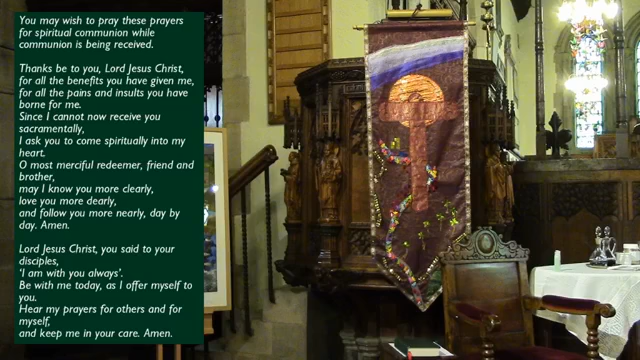 You may wish to pray these prayers
for spiritual communion while
communion is being received.
Thanks be to you, Lord Jesus Christ,
for all the benefits you have given me,
for all the pains and insults you have
borne for me.
Since I cannot now receive you
sacramentally,
I ask you to come spiritually into my
heart.
O most merciful redeemer, friend and
brother,
may I know you more clearly,
love you more dearly,
and follow you more nearly, day by
day. Amen.
Lord Jesus Christ, you said to your
disciples,
‘I am with you always’.
Be with me today, as I offer myself to
you.
Hear my prayers for others and for
myself,
and keep me in your care. Amen.